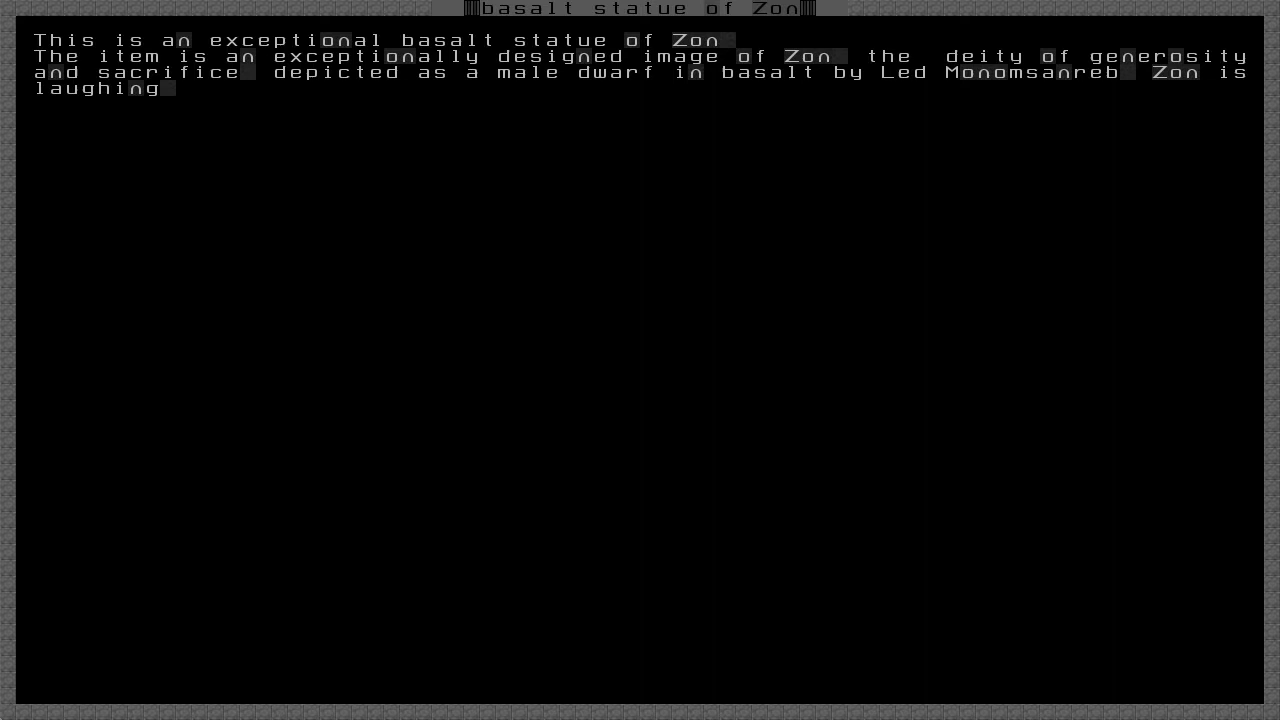 basalt statue of Zon
This is an exceptional basalt statue of Zon
The item is an exceptionally designed image of Zon the deity of generosity
and sacrifice depicted as a male dwarf in basalt by Led Monomsanreb Zon is
laughing